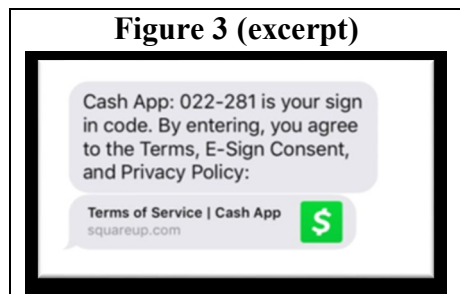 Figure 3 (excerpt)
Cash App: 022-281 is your sign
in code. By entering, you agree
to the Terms, E-Sign Consent,
and Privacy Policy:
Terms of Service | Cash App
squareup.com
$